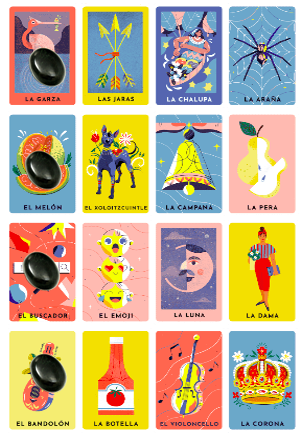 LA GARZA
LAS JARAS
LA CHALUPA
LA ARAÑA
EL MELÓN
EL XOLOITZCUINTLE
LA CAMPAÑA
LA PERA
EL BUSCADOR
EL EMOJI
LA LUNA
LA DAMA
EL BANDOLÓN
LA BOTELLA
EL VIOLONCELLO
LA CORONA